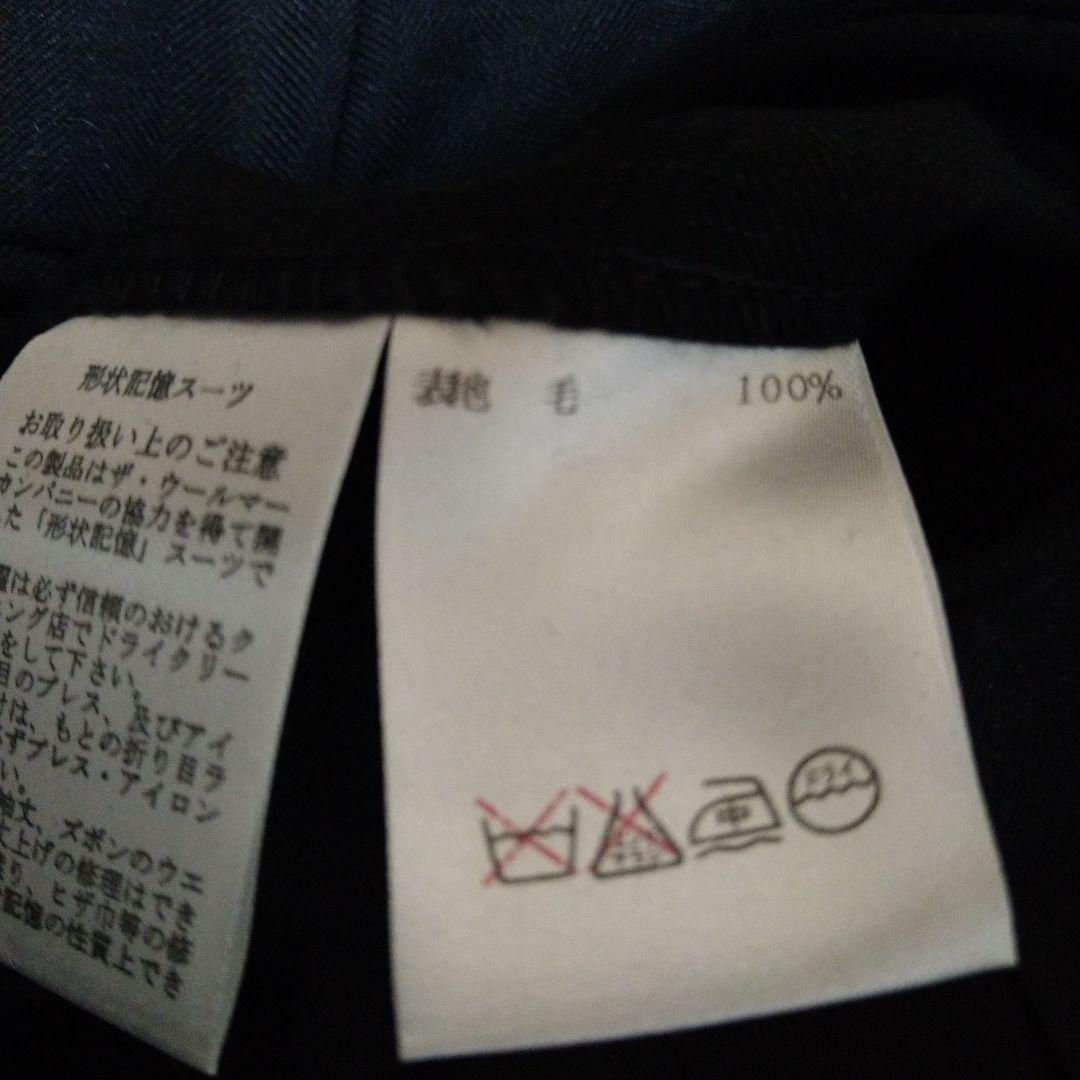 形状記憶スーツ
お取り扱い上のご注意
この製品はザ・ウールマー
カンパニーの協力を得て開
た「形状記憶」スーツで
は必ず信頼のおけるク
ニング店でドライクリー
をして下さい。
目のプレス、及びアイ
けは、もとの折り目ラ
必ずプレス・アイロン
い。
袖丈、ズボンのウエ
丈上げの修理はでき
り、ヒザ巾等の修
記憶の性質上でき
表地 毛 100%
中
ドライ